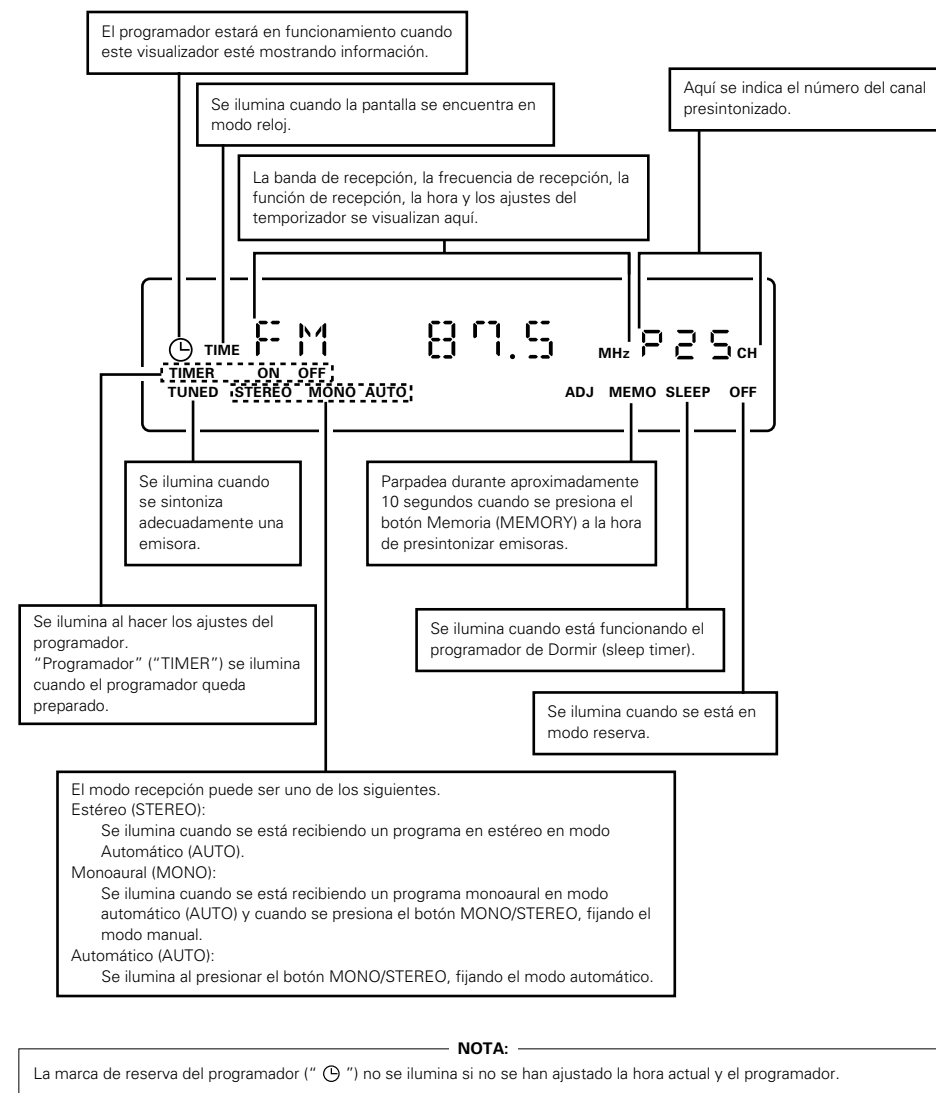 El programador estará en funcionamiento cuando
este visualizador esté mostrando información.
Se ilumina cuando la pantalla se encuentra en
modo reloj.
Aquí se indica el número del canal
presintonizado.
La banda de recepción, la frecuencia de recepción, la
función de recepción, la hora y los ajustes del
temporizador se visualizan aquí.
TIME FM 87.5 MHz P25 CH
TIMER ON OFF
TUNED STEREO MONO AUTO ADJ MEMO SLEEP OFF
Se ilumina cuando
se sintoniza
adecuadamente una
emisora.
Parpadea durante aproximadamente
10 segundos cuando se presiona el
botón Memoria (MEMORY) a la hora
de presintonizar emisoras.
Se ilumina al hacer los ajustes del
programador.
“Programador” (“TIMER”) se ilumina
cuando el programador queda
preparado.
Se ilumina cuando está funcionando el
programador de Dormir (sleep timer).
Se ilumina cuando se está en
modo reserva.
El modo recepción puede ser uno de los siguientes.
Estéreo (STEREO):
Se ilumina cuando se está recibiendo un programa en estéreo en modo
Automático (AUTO).
Monoaural (MONO):
Se ilumina cuando se está recibiendo un programa monoaural en modo
automático (AUTO) y cuando se presiona el botón MONO/STEREO, fijando el
modo manual.
Automático (AUTO):
Se ilumina al presionar el botón MONO/STEREO, fijando el modo automático.
NOTA:
La marca de reserva del programador (“ ”) no se ilumina si no se han ajustado la hora actual y el programador.